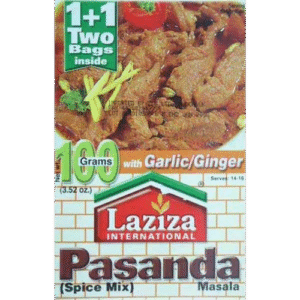 1+1
Two
Bags
inside
100
Grams
with Garlic/Ginger
(3.52 oz.)
Laziza
INTERNATIONAL
®
Pasanda
(Spice Mix)
Masala